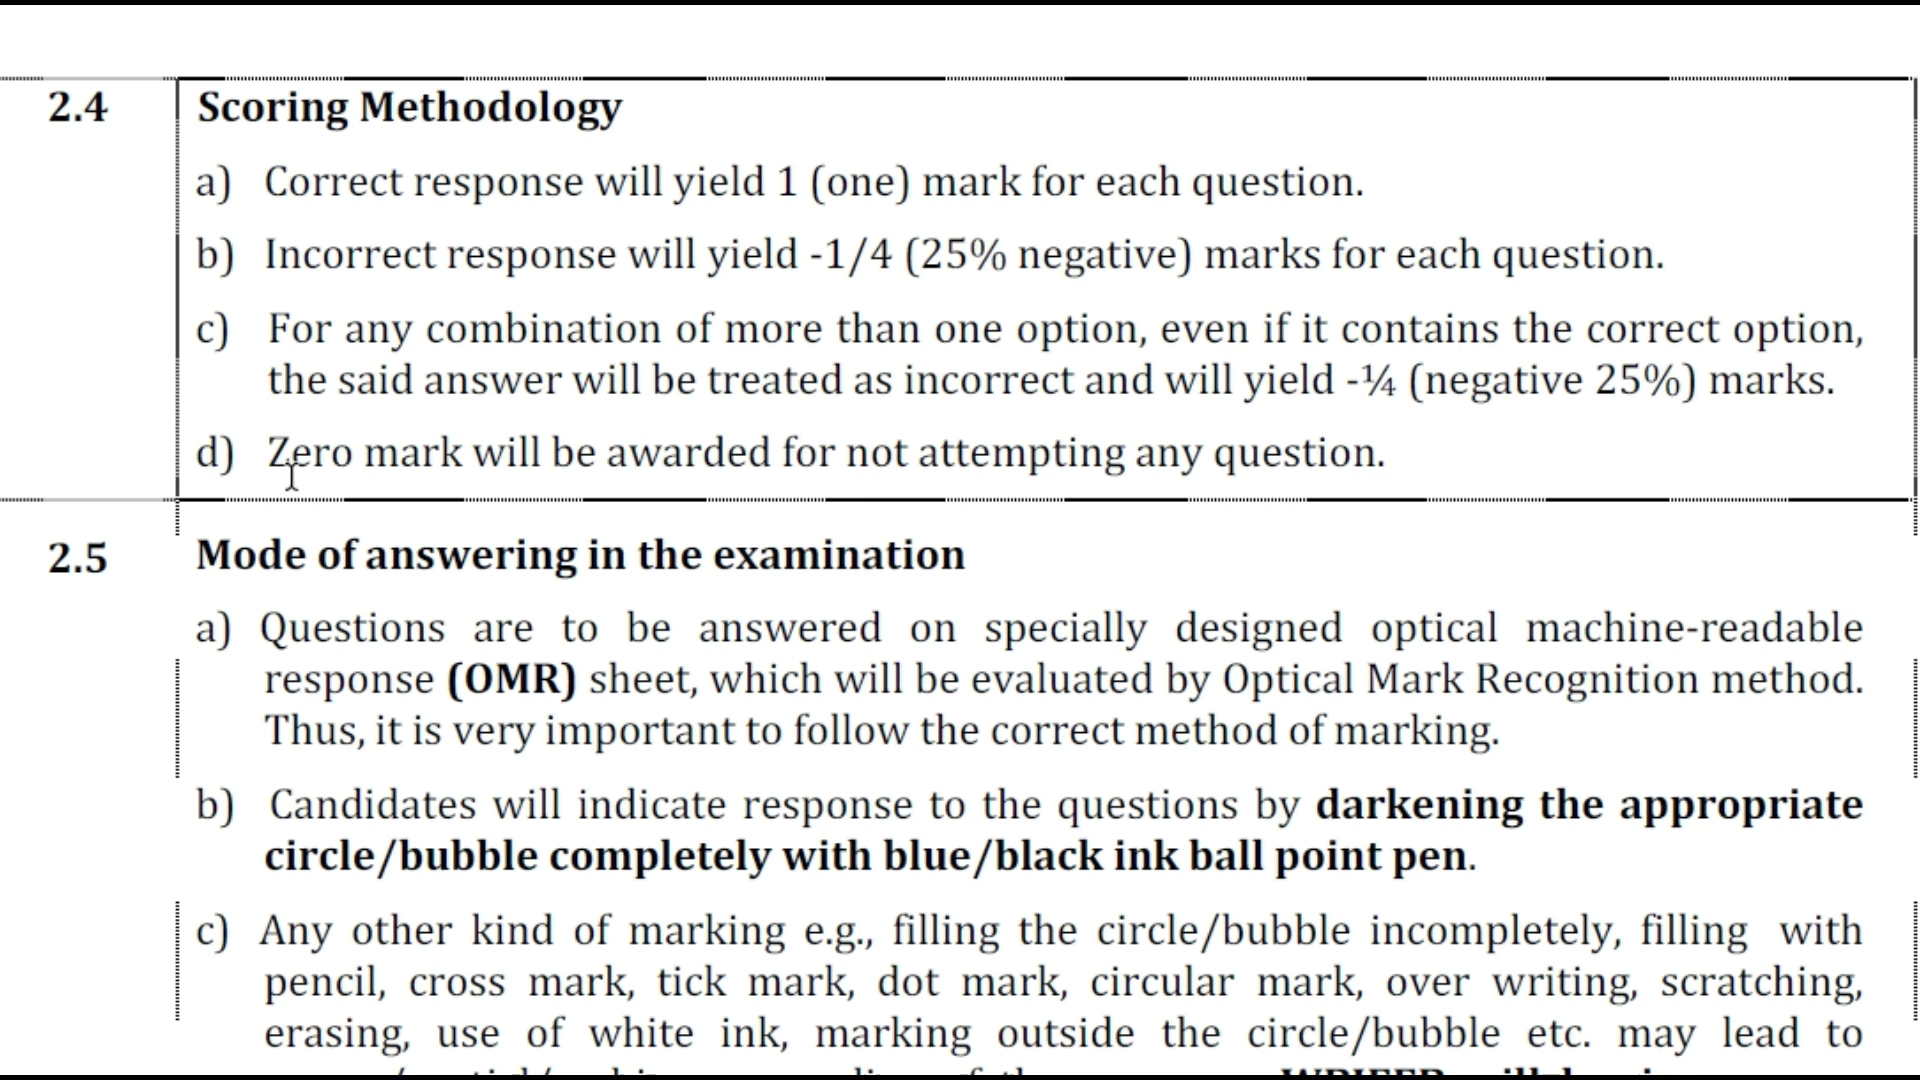 2.4 Scoring Methodology
a) Correct response will yield 1 (one) mark for each question.
b) Incorrect response will yield -1/4 (25% negative) marks for each question.
c) For any combination of more than one option, even if it contains the correct option,
the said answer will be treated as incorrect and will yield -¼ (negative 25%) marks.
d) Zero mark will be awarded for not attempting any question.
2.5 Mode of answering in the examination
a) Questions are to be answered on specially designed optical machine-readable
response (OMR) sheet, which will be evaluated by Optical Mark Recognition method.
Thus, it is very important to follow the correct method of marking.
b) Candidates will indicate response to the questions by darkening the appropriate
circle/bubble completely with blue/black ink ball point pen.
c) Any other kind of marking e.g., filling the circle/bubble incompletely, filling with
pencil, cross mark, tick mark, dot mark, circular mark, over writing, scratching,
erasing, use of white ink, marking outside the circle/bubble etc. may lead to